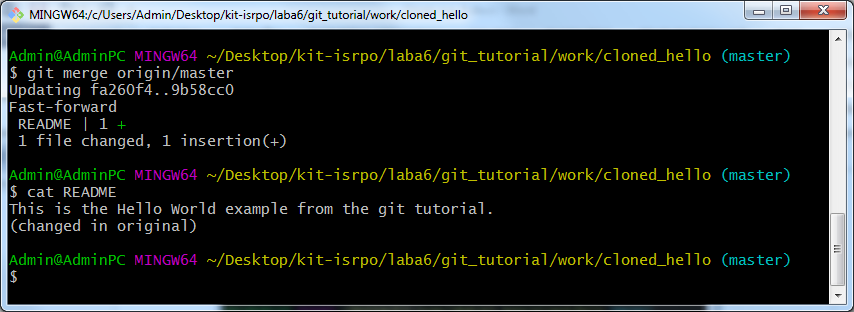 MINGW64:/c/Users/Admin/Desktop/kit-isrpo/laba6/git_tutorial/work/cloned_hello
Admin@AdminPC MINGW64 ~/Desktop/kit-isrpo/laba6/git_tutorial/work/cloned_hello (master)
$ git merge origin/master
Updating fa260f4..9b58cc0
Fast-forward
 README | 1 +
 1 file changed, 1 insertion(+)
Admin@AdminPC MINGW64 ~/Desktop/kit-isrpo/laba6/git_tutorial/work/cloned_hello (master)
$ cat README
This is the Hello World example from the git tutorial.
(changed in original)
Admin@AdminPC MINGW64 ~/Desktop/kit-isrpo/laba6/git_tutorial/work/cloned_hello (master)
$